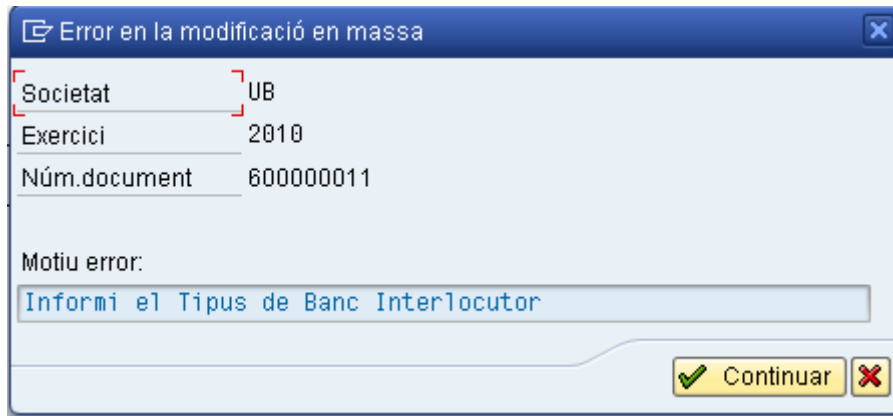 Error en la modificació en massa
Societat UB
Exercici 2010
Núm.document 600000011
Motiu error:
Informi el Tipus de Banc Interlocutor
Continuar